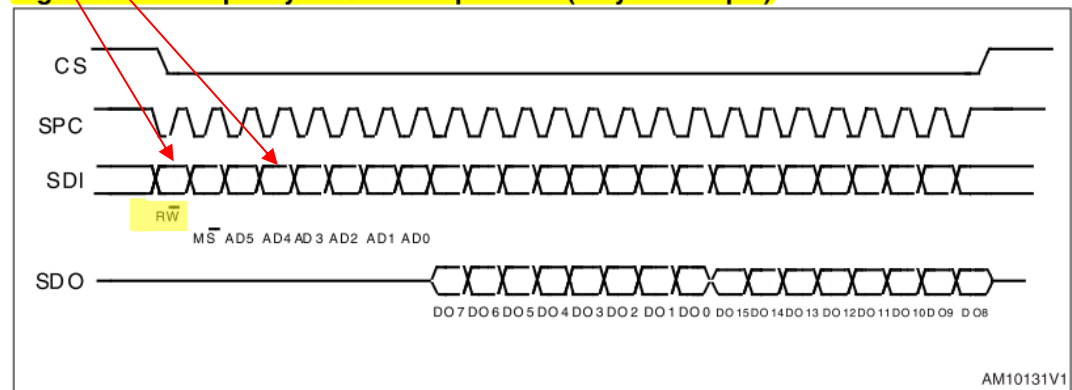 CS
SPC
SDI
RW
MS AD5 AD4 AD3 AD2 AD1 AD0
SDO
DO7 DO6 DO5 DO4 DO3 DO2 DO1 DO0 DO15 DO14 DO13 DO12 DO11 DO10 DO9 DO8
AM10131V1